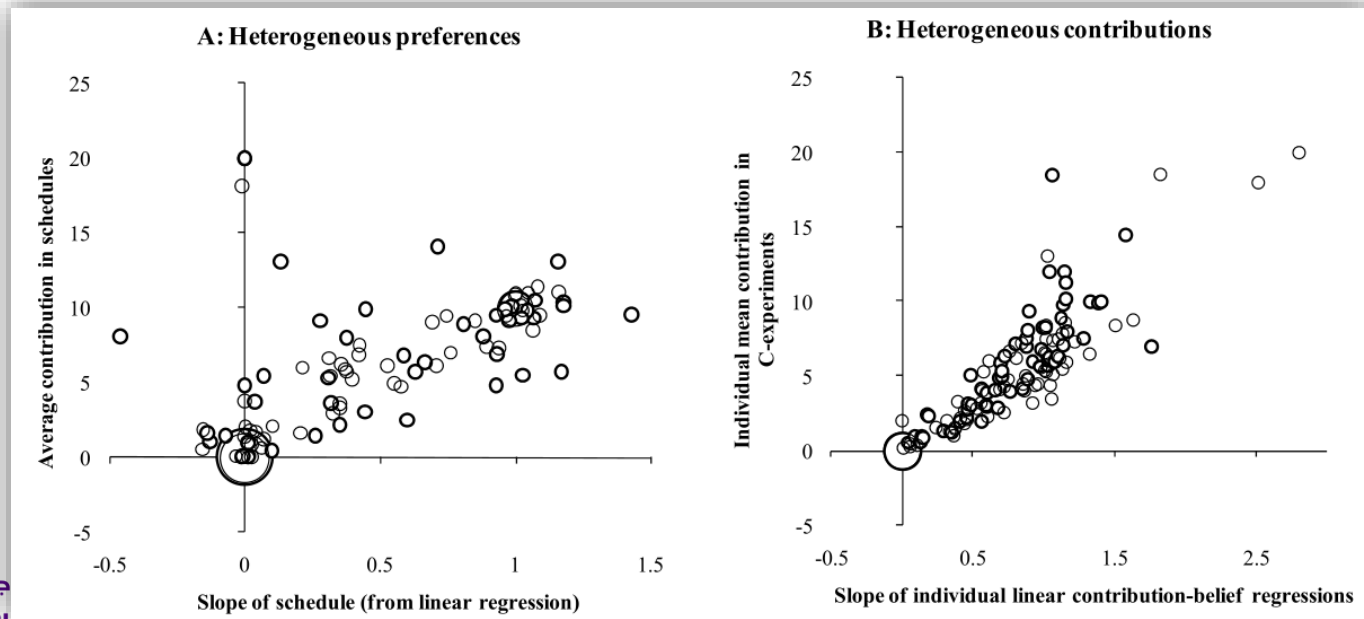 A: Heterogeneous preferences
25
20
15
10
5
0
-5
-0.5 0 0.5 1 1.5
Average contribution in schedules
Slope of schedule (from linear regression)
B: Heterogeneous contributions
25
20
15
10
5
0
-5
-0.5 0.5 1.5 2.5
Individual mean contribution in
C-experiments
Slope of individual linear contribution-belief regressions